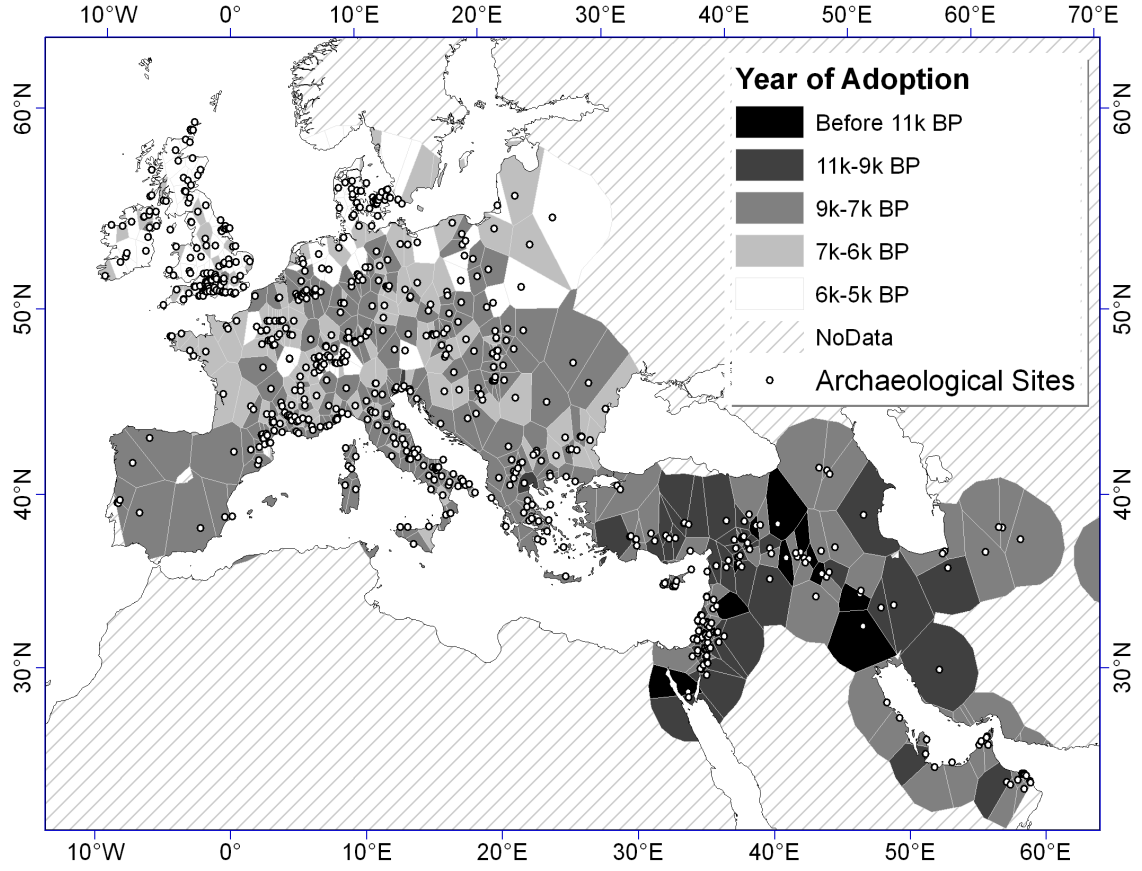 10°W 0° 10°E 20°E 30°E 40°E 50°E 60°E 70°E
60°N 60°N
Year of Adoption
Before 11k BP
11k-9k BP
9k-7k BP
7k-6k BP
6k-5k BP
NoData
Archaeological Sites
50°N 50°N
40°N 40°N
30°N 30°N
10°W 0° 10°E 20°E 30°E 40°E 50°E 60°E